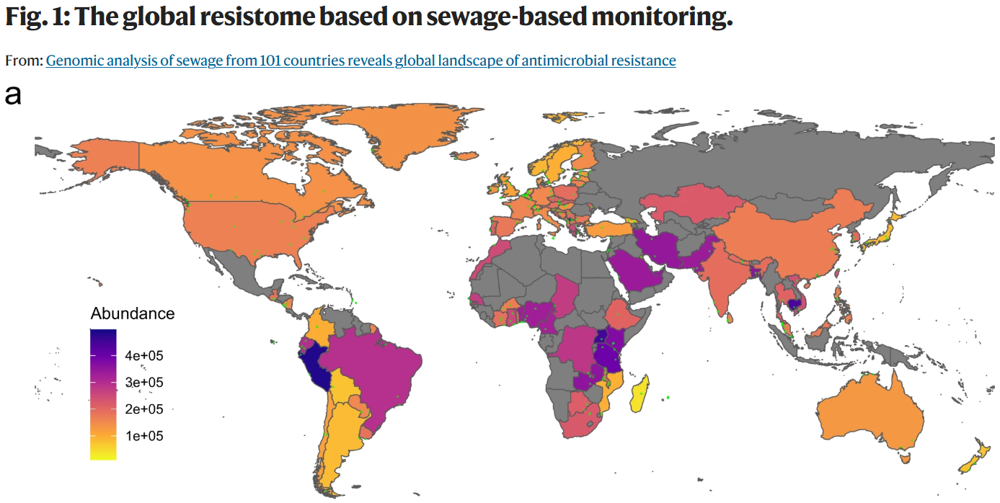 Fig. 1: The global resistome based on sewage-based monitoring.
From: Genomic analysis of sewage from 101 countries reveals global landscape of antimicrobial resistance
a
Abundance
4e+05
3e+05
2e+05
1e+05